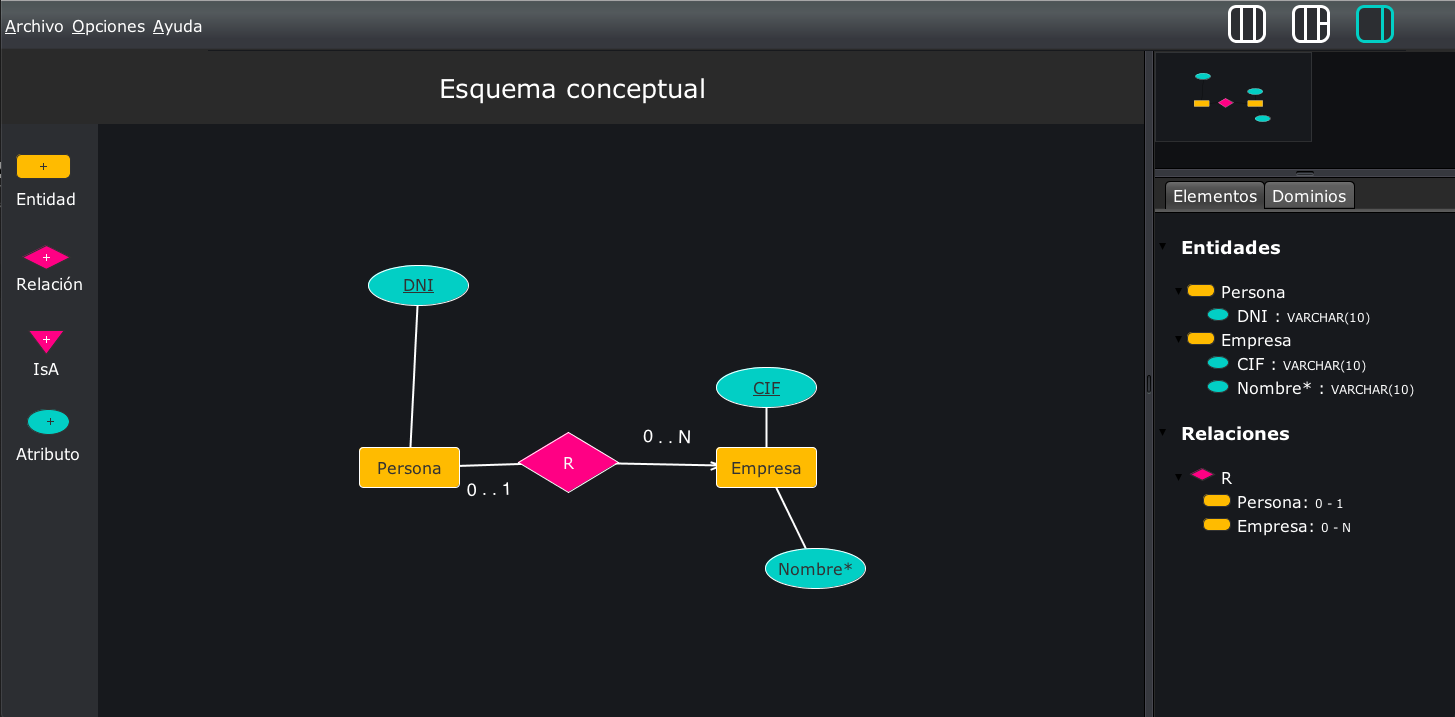 Archivo Opciones Ayuda
Esquema conceptual
+
Entidad
+
Relación
+
IsA
+
Atributo
DNI
CIF
Persona
R
Empresa
0 . . 1
0 . . N
Nombre*
Elementos Dominios
Entidades
Persona
DNI : VARCHAR(10)
Empresa
CIF : VARCHAR(10)
Nombre* : VARCHAR(10)
Relaciones
R
Persona: 0 - 1
Empresa: 0 - N